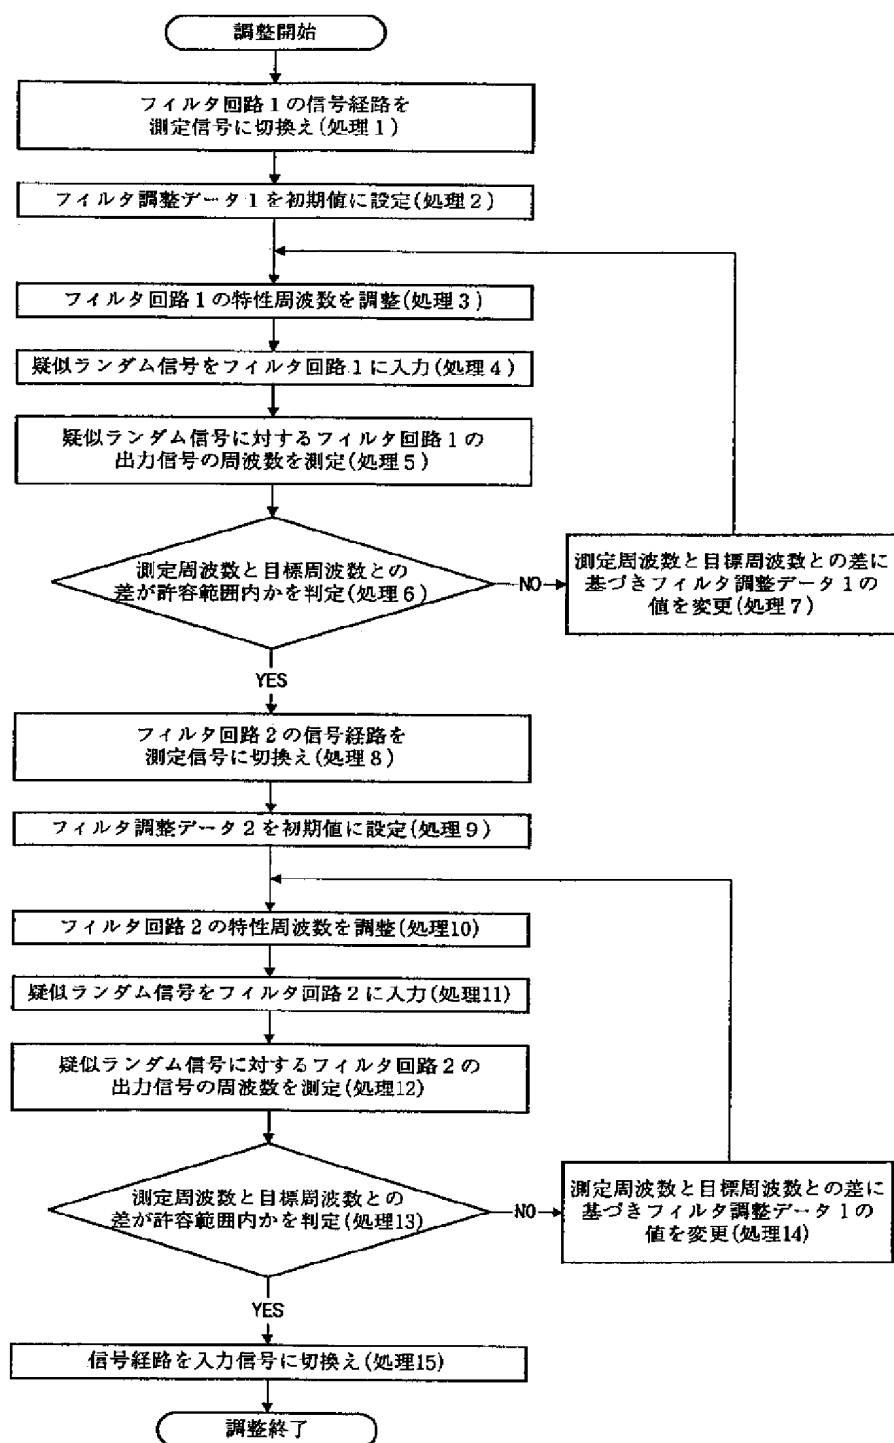 調整開始
フィルタ回路1の信号経路を
測定信号に切換え(処理1)
フィルタ調整データ1を初期値に設定(処理2)
フィルタ回路1の特性周波数を調整(処理3)
疑似ランダム信号をフィルタ回路1に入力(処理4)
疑似ランダム信号に対するフィルタ回路1の
出力信号の周波数を測定(処理5)
測定周波数と目標周波数との
差が許容範囲内かを判定(処理6)
NO
測定周波数と目標周波数との差に
基づきフィルタ調整データ1の
値を変更(処理7)
YES
フィルタ回路2の信号経路を
測定信号に切換え(処理8)
フィルタ調整データ2を初期値に設定(処理9)
フィルタ回路2の特性周波数を調整(処理10)
疑似ランダム信号をフィルタ回路2に入力(処理11)
疑似ランダム信号に対するフィルタ回路2の
出力信号の周波数を測定(処理12)
測定周波数と目標周波数との
差が許容範囲内かを判定(処理13)
NO
測定周波数と目標周波数との差に
基づきフィルタ調整データ1の
値を変更(処理14)
YES
信号経路を入力信号に切換え(処理15)
調整終了